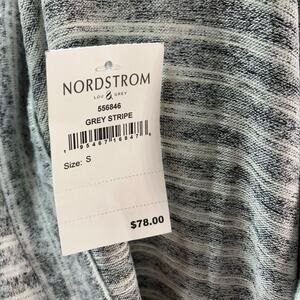 NORDSTROM
LOU & GREY
556846
GREY STRIPE
Size: S
$78.00